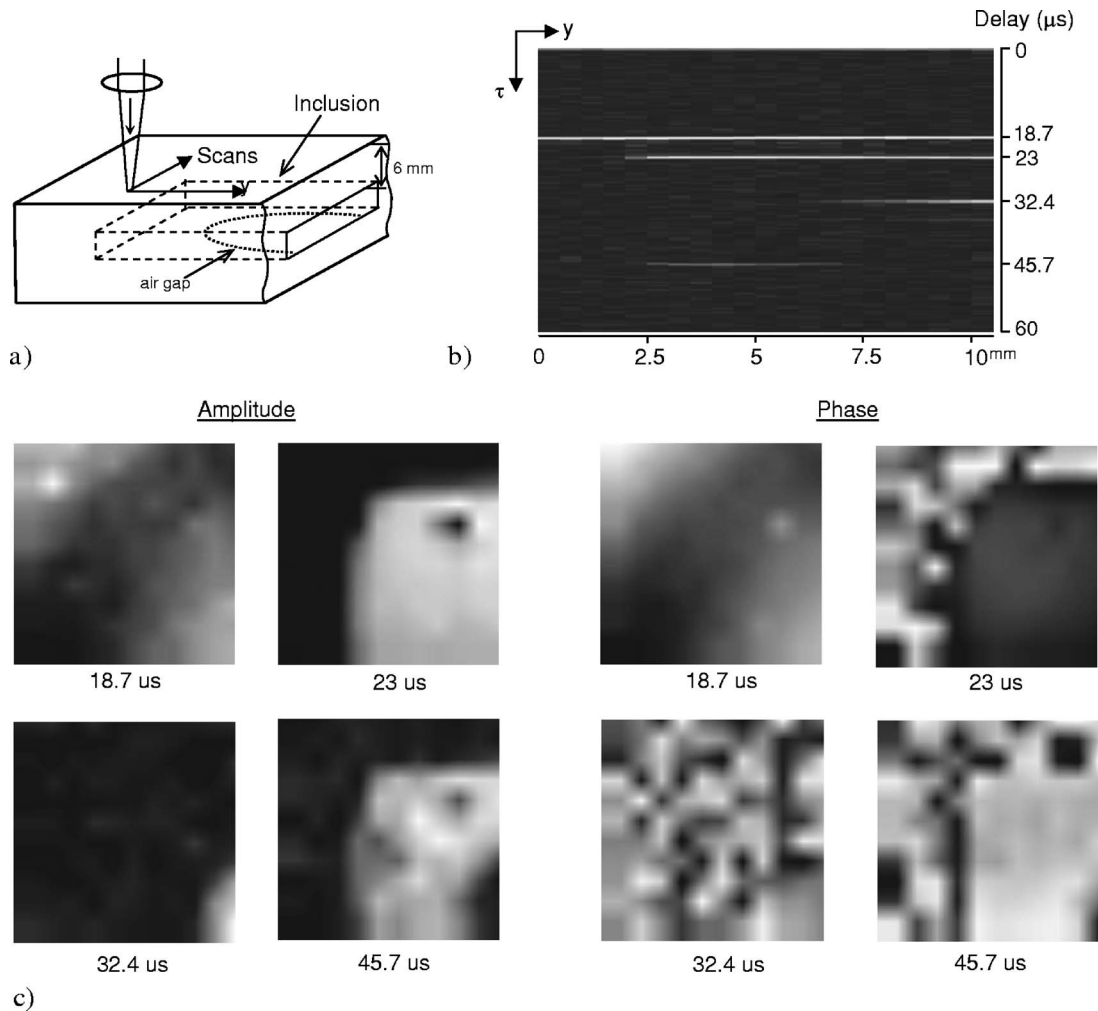 y
Delay (μs)
τ
0
18.7
23
32.4
45.7
60
0 2.5 5 7.5 10 mm
b)
Inclusion
Scans
y
6 mm
air gap
a)
Amplitude
Phase
18.7 us
23 us
18.7 us
23 us
32.4 us
45.7 us
32.4 us
45.7 us
c)